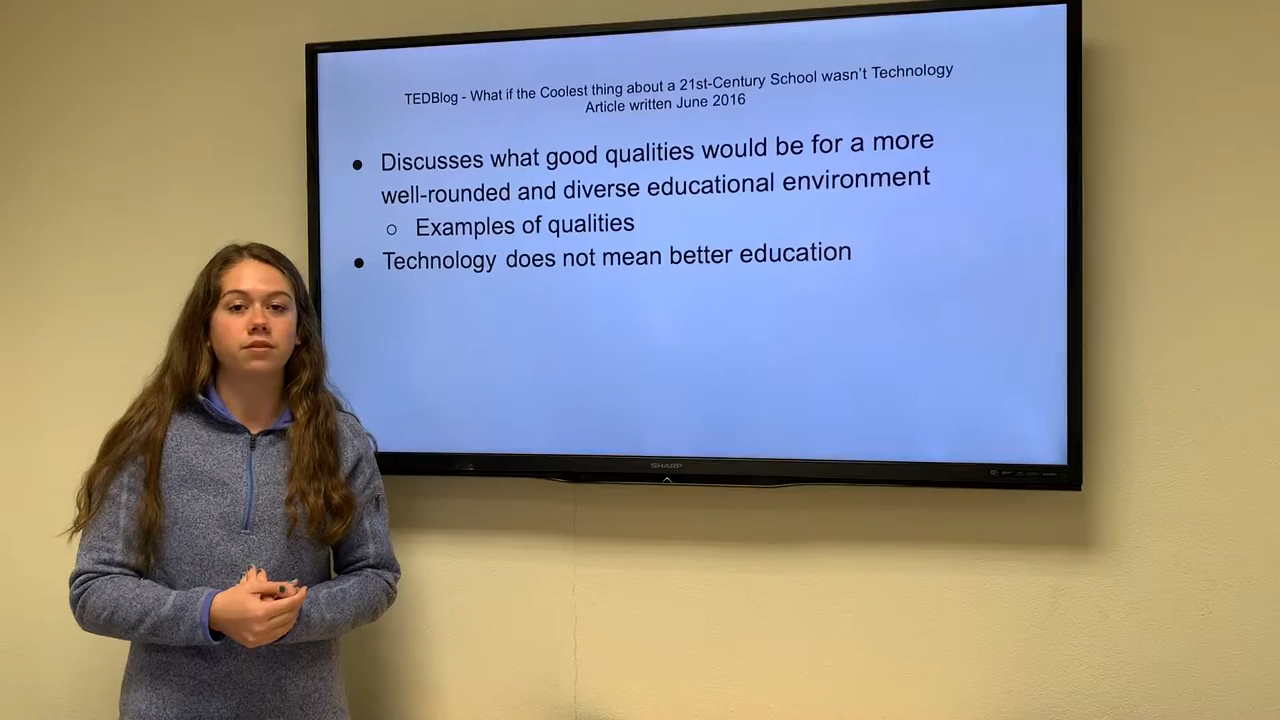 TEDBlog - What if the Coolest thing about a 21st-Century School wasn't Technology
Article written June 2016
● Discusses what good qualities would be for a more
well-rounded and diverse educational environment
○ Examples of qualities
● Technology does not mean better education
SHARP